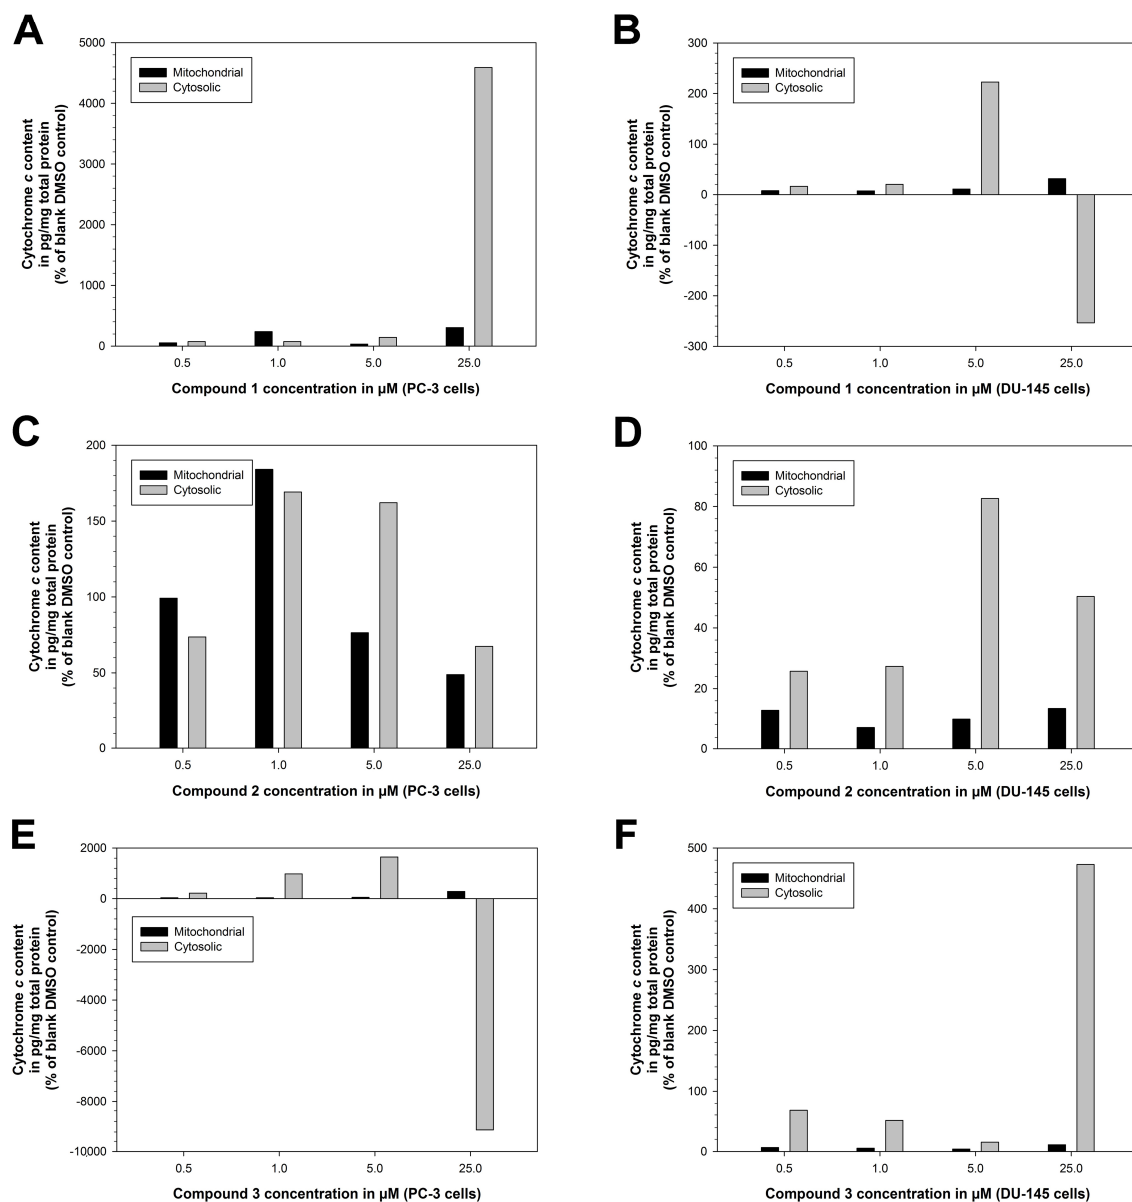 A
Cytochrome c content
in pg/mg total protein
(% of blank DMSO control)
5000
4000
3000
2000
1000
0
Mitochondrial
Cytosolic
0.5 1.0 5.0 25.0
Compound 1 concentration in µM (PC-3 cells)
B
Cytochrome c content
in pg/mg total protein
(% of blank DMSO control)
300
200
100
0
-100
-200
-300
Mitochondrial
Cytosolic
0.5 1.0 5.0 25.0
Compound 1 concentration in µM (DU-145 cells)
C
Cytochrome c content
in pg/mg total protein
(% of blank DMSO control)
200
150
100
50
0
Mitochondrial
Cytosolic
0.5 1.0 5.0 25.0
Compound 2 concentration in µM (PC-3 cells)
D
Cytochrome c content
in pg/mg total protein
(% of blank DMSO control)
100
80
60
40
20
0
Mitochondrial
Cytosolic
0.5 1.0 5.0 25.0
Compound 2 concentration in µM (DU-145 cells)
E
Cytochrome c content
in pg/mg total protein
(% of blank DMSO control)
2000
0
-2000
-4000
-6000
-8000
-10000
Mitochondrial
Cytosolic
0.5 1.0 5.0 25.0
Compound 3 concentration in µM (PC-3 cells)
F
Cytochrome c content
in pg/mg total protein
(% of blank DMSO control)
500
400
300
200
100
0
Mitochondrial
Cytosolic
0.5 1.0 5.0 25.0
Compound 3 concentration in µM (DU-145 cells)